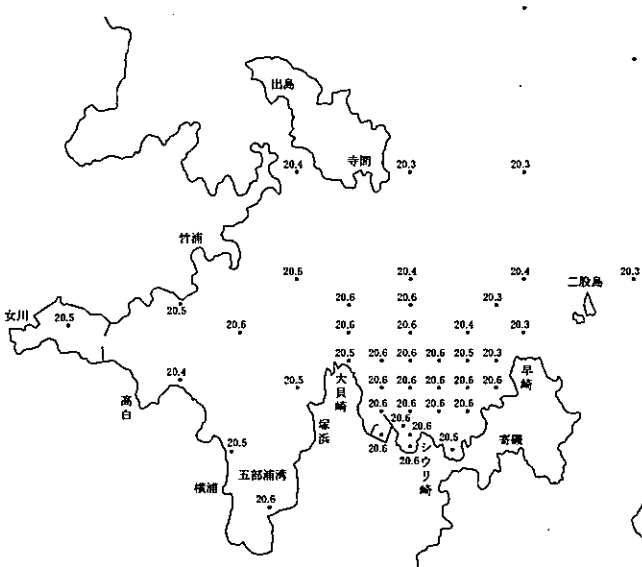 出島
寺間
20.4 20.3 20.3
竹浦
20.5 20.4 20.4 20.3
二股島
20.6 20.6 20.3
20.5
女川 20.5
20.6 20.6 20.6 20.4 20.3
20.5 20.6 20.6 20.6 20.5 20.3
20.4
早崎
大貝崎
20.5 20.6 20.6 20.6 20.6 20.6
高白
20.6 20.6 20.6 20.6
塚浜
20.6 20.6
20.5 20.6 20.6 20.5
寄磯
シウリ崎
五部浦湾
横浦
20.6